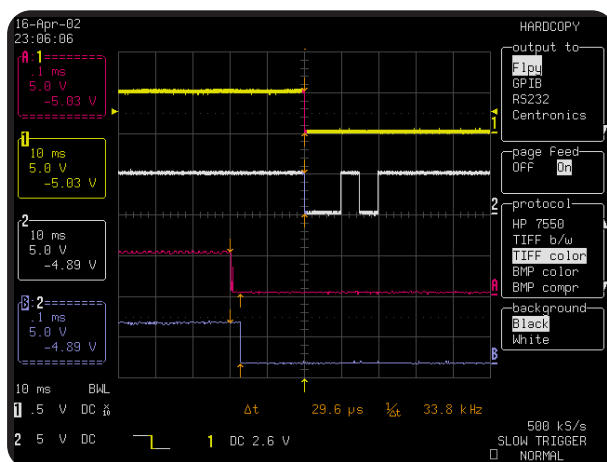 16-Apr-02
23:06:06
A:1
.1 ms
5.0 V
-5.03 V
1
10 ms
5.0 V
-5.03 V
2
10 ms
5.0 V
-4.89 V
B:2
.1 ms
5.0 V
-4.89 V
10 ms BWL
1 .5 V DC X10
2 5 V DC
Δt 29.6 µs 1/Δt 33.8 kHz
1 DC 2.6 V
1
2
A
B
HARDCOPY
output to
Flpy
GPIB
RS232
Centronics
page feed
OFF On
protocol
HP 7550
TIFF b/w
TIFF color
BMP color
BMP compr
background
Black
White
500 kS/s
SLOW TRIGGER
NORMAL